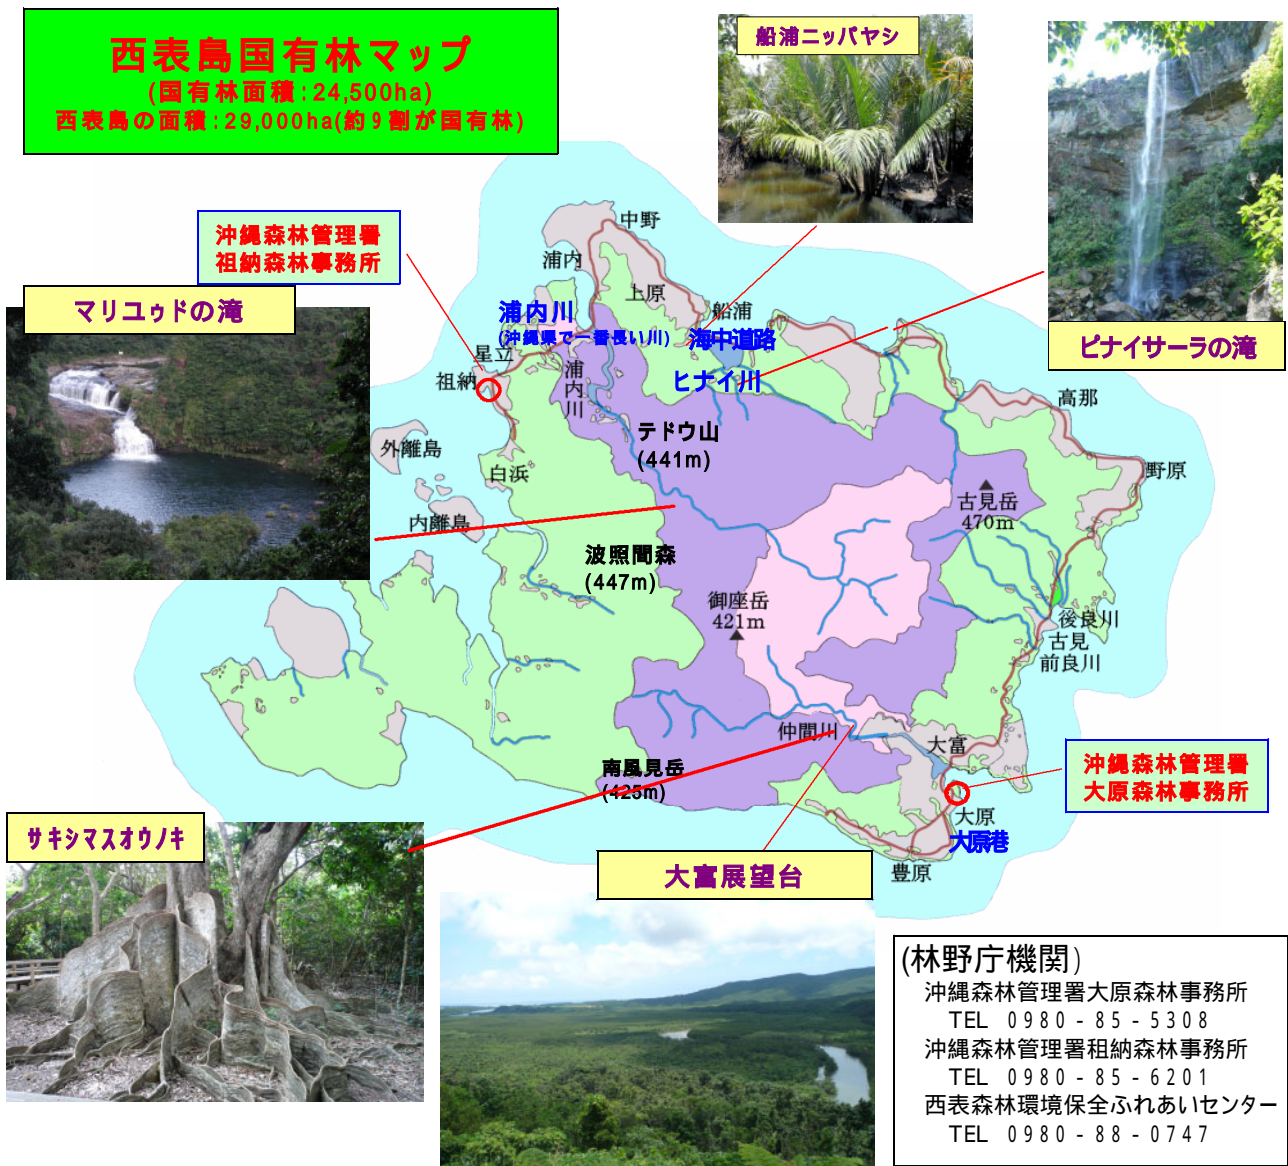 西表島国有林マップ
(国有林面積:24,500ha)
西表島の面積:29,000ha(約9割が国有林)
船浦ニッパヤシ
ピナイサーラの滝
沖縄森林管理署
祖納森林事務所
マリユゥドの滝
中野
浦内
上原
船浦
浦内川
(沖縄県で一番長い川)
海中道路
ヒナイ川
星立
祖納
浦内川
高那
外離島
テドウ山
(441m)
白浜
野原
古見岳
470m
内離島
波照間森
(447m)
御座岳
421m
後良川
古見
前良川
仲間川
大富
南風見岳
(425m)
沖縄森林管理署
大原森林事務所
大原
大原港
豊原
サキシマスオウノキ
大富展望台
(林野庁機関)
沖縄森林管理署大原森林事務所
TEL 0980-85-5308
沖縄森林管理署租納森林事務所
TEL 0980-85-6201
西表森林環境保全ふれあいセンター
TEL 0980-88-0747